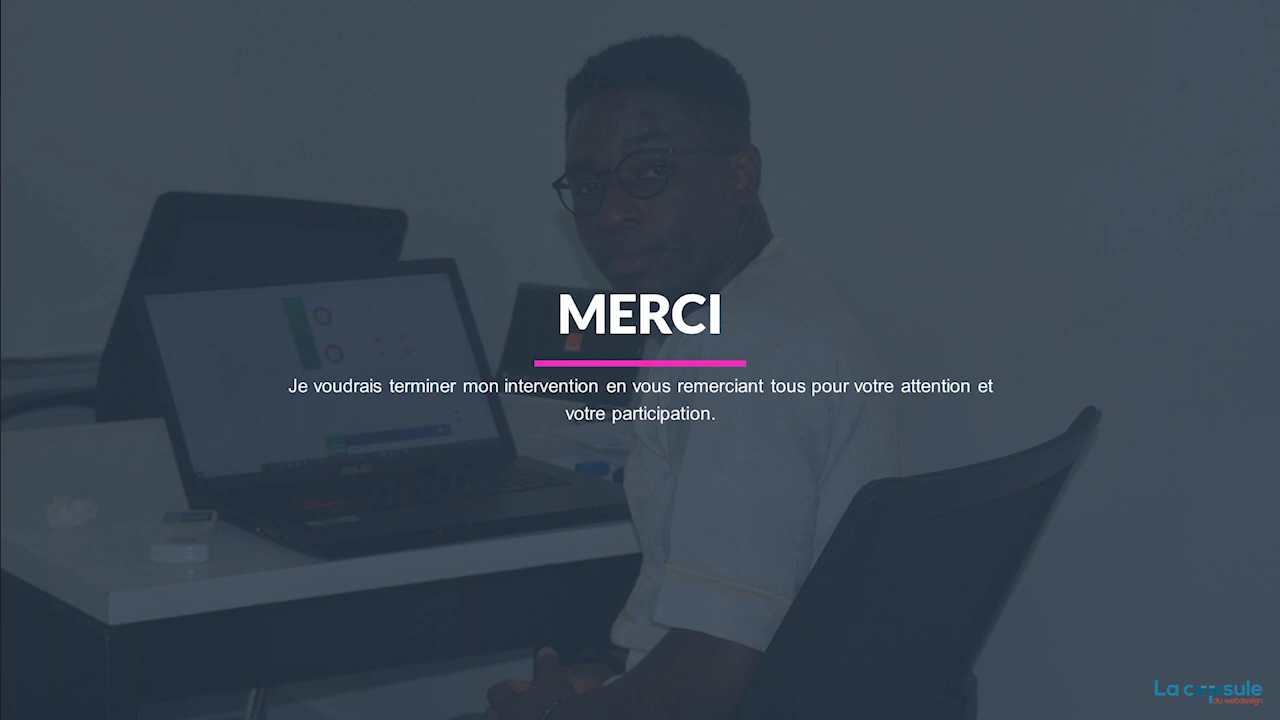 MERCI
Je voudrais terminer mon intervention en vous remerciant tous pour votre attention et
votre participation.
La capsule
du webdesign